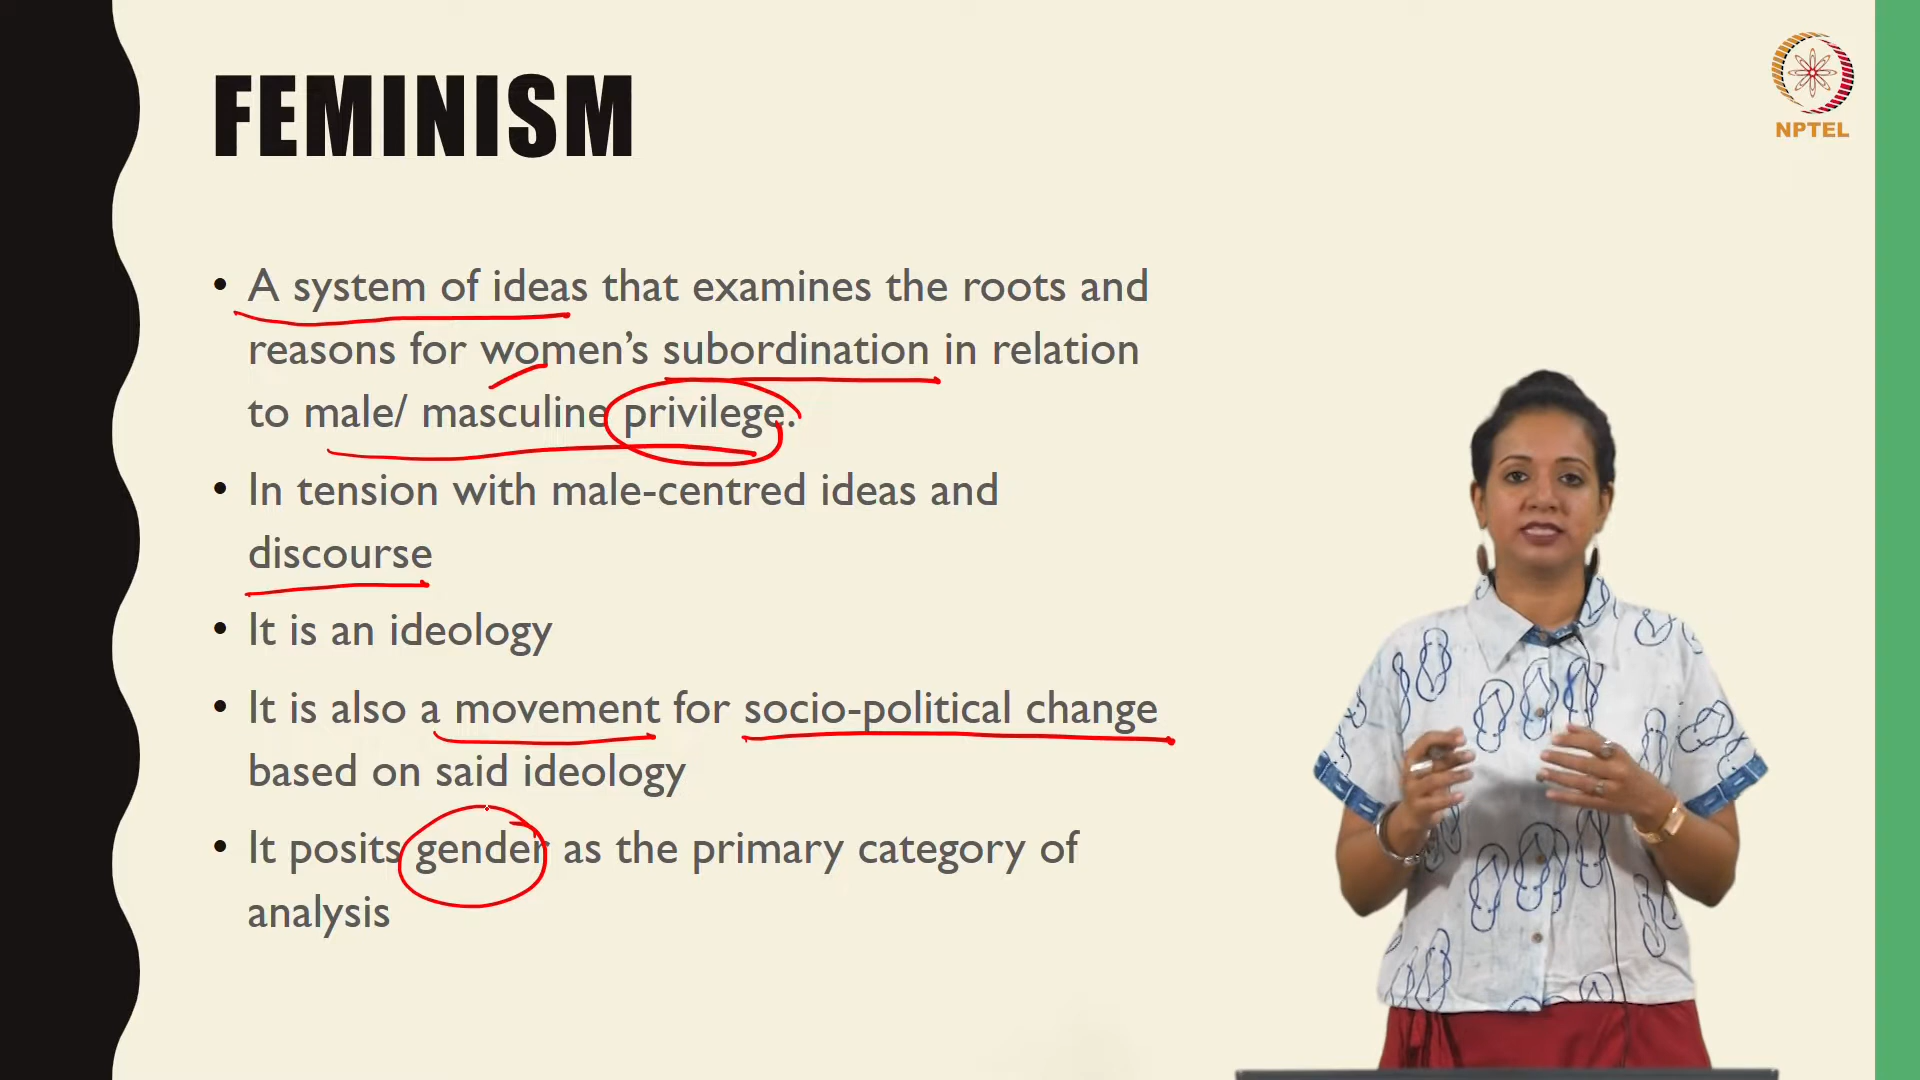 FEMINISM
NPTEL
• A system of ideas that examines the roots and
reasons for women’s subordination in relation
to male/ masculine privilege.
• In tension with male-centred ideas and
discourse
• It is an ideology
• It is also a movement for socio-political change
based on said ideology
• It posits gender as the primary category of
analysis